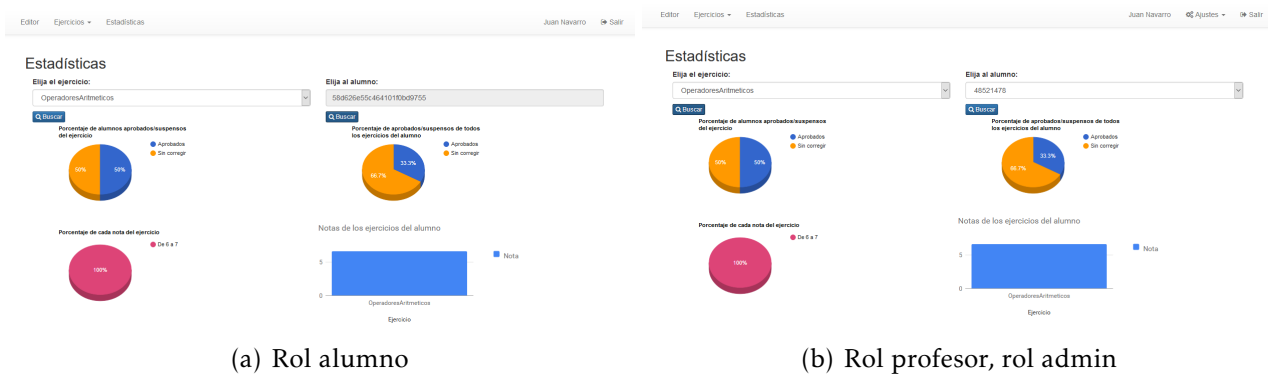 Editor Ejercicios Estadísticas Juan Navarro Salir
Estadísticas
Elija el ejercicio: Elija al alumno:
OperadoresAritmeticos 58d626e55c464101f0bd9755
Buscar Buscar
Porcentaje de alumnos aprobados/suspensos
del ejercicio
Aprobados
Sin corregir
50% 50%
Porcentaje de aprobados/suspensos de todos
los ejercicios del alumno
Aprobados
Sin corregir
33.3%
66.7%
Porcentaje de cada nota del ejercicio
De 6 a 7
100%
Notas de los ejercicios del alumno
Nota
5
0
OperadoresAritmeticos
Ejercicio
(a) Rol alumno
Editor Ejercicios Estadísticas Juan Navarro Ajustes Salir
Estadísticas
Elija el ejercicio: Elija al alumno:
OperadoresAritmeticos 48521478
Buscar Buscar
Porcentaje de alumnos aprobados/suspensos
del ejercicio
Aprobados
Sin corregir
50% 50%
Porcentaje de aprobados/suspensos de todos
los ejercicios del alumno
Aprobados
Sin corregir
33.3%
66.7%
Porcentaje de cada nota del ejercicio
De 6 a 7
100%
Notas de los ejercicios del alumno
Nota
5
0
OperadoresAritmeticos
Ejercicio
(b) Rol profesor, rol admin